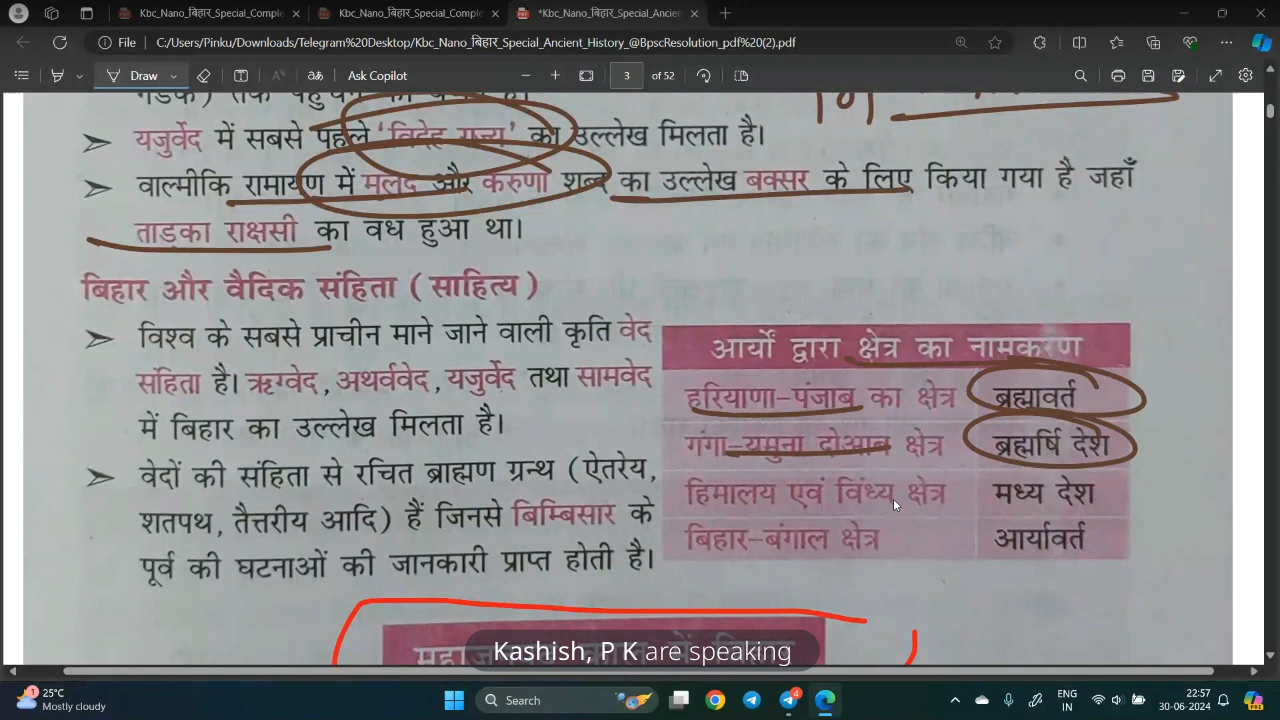 Kbc_Nano_बिहार_Special_Comple
Kbc_Nano_बिहार_Special_Comple
*Kbc_Nano_बिहार_Special_Ancien
File C:/Users/Pinku/Downloads/Telegram%20Desktop/Kbc_Nano_बिहार_Special_Ancient_History_@BpscResolution_pdf%20(2).pdf
Draw Ask Copilot 3 of 52
यजुर्वेद में सबसे पहले 'विदेह राज्य' का उल्लेख मिलता है।
वाल्मीकि रामायण में मलद और करुणा शब्द का उल्लेख बक्सर के लिए किया गया है जहाँ
ताड़का राक्षसी का वध हुआ था।
बिहार और वैदिक संहिता ( साहित्य )
विश्व के सबसे प्राचीन माने जाने वाली कृति वेद
संहिता है। ऋग्वेद, अथर्ववेद, यजुर्वेद तथा सामवेद
में बिहार का उल्लेख मिलता है।
वेदों की संहिता से रचित ब्राह्मण ग्रन्थ (ऐतरेय,
शतपथ, तैत्तरीय आदि) हैं जिनसे बिम्बिसार के
पूर्व की घटनाओं की जानकारी प्राप्त होती है।
आर्यों द्वारा क्षेत्र का नामकरण
हरियाणा-पंजाब का क्षेत्र ब्रह्मावर्त
गंगा-यमुना दोआब क्षेत्र ब्रह्मर्षि देश
हिमालय एवं विंध्य क्षेत्र मध्य देश
बिहार-बंगाल क्षेत्र आर्यावर्त
Kashish, P K are speaking
1
25°C
Mostly cloudy
Search
4
ENG
IN
22:57
30-06-2024